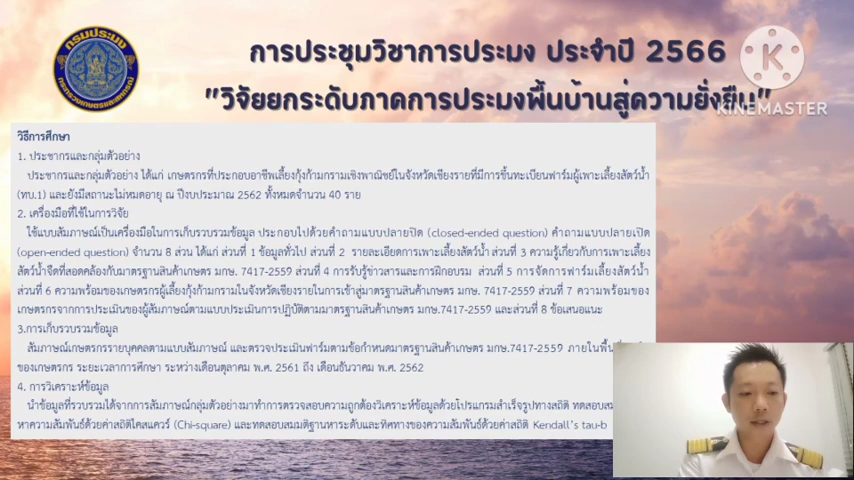 กรมประมง
กระทรวงเกษตรและสหกรณ์
การประชุมวิชาการประมง ประจำปี 2566
"วิจัยยกระดับภาคการประมงพื้นบ้านสู่ความยั่งยืน"
KINEMASTER
วิธีการศึกษา
1. ประชากรและกลุ่มตัวอย่าง
ประชากรและกลุ่มตัวอย่าง ได้แก่ เกษตรกรที่ประกอบอาชีพเลี้ยงกุ้งก้ามกรามเชิงพาณิชย์ในจังหวัดเชียงรายที่มีการขึ้นทะเบียนฟาร์มผู้เพาะเลี้ยงสัตว์น้ำ
(ทบ.1) และยังมีสถานะไม่หมดอายุ ณ ปีงบประมาณ 2562 ทั้งหมดจำนวน 40 ราย
2. เครื่องมือที่ใช้ในการวิจัย
ใช้แบบสัมภาษณ์เป็นเครื่องมือในการเก็บรวบรวมข้อมูล ประกอบไปด้วยคำถามแบบปลายปิด (closed-ended question) คำถามแบบปลายเปิด
(open-ended question) จำนวน 8 ส่วน ได้แก่ ส่วนที่ 1 ข้อมูลทั่วไป ส่วนที่ 2 รายละเอียดการเพาะเลี้ยงสัตว์น้ำ ส่วนที่ 3 ความรู้เกี่ยวกับการเพาะเลี้ยง
สัตว์น้ำจืดที่สอดคล้องกับมาตรฐานสินค้าเกษตร มกษ. 7417-2559 ส่วนที่ 4 การรับรู้ข่าวสารและการฝึกอบรม ส่วนที่ 5 การจัดการฟาร์มเลี้ยงสัตว์น้ำ
ส่วนที่ 6 ความพร้อมของเกษตรกรผู้เลี้ยงกุ้งก้ามกรามในจังหวัดเชียงรายในการเข้าสู่มาตรฐานสินค้าเกษตร มกษ. 7417-2559 ส่วนที่ 7 ความพร้อมของ
เกษตรกรจากการประเมินของผู้สัมภาษณ์ตามแบบประเมินการปฏิบัติตามมาตรฐานสินค้าเกษตร มกษ.7417-2559 และส่วนที่ 8 ข้อเสนอแนะ
3.การเก็บรวบรวมข้อมูล
สัมภาษณ์เกษตรกรรายบุคคลตามแบบสัมภาษณ์ และตรวจประเมินฟาร์มตามข้อกำหนดมาตรฐานสินค้าเกษตร มกษ.7417-2559 ภายในพื้นที่
ของเกษตรกร ระยะเวลาการศึกษา ระหว่างเดือนตุลาคม พ.ศ. 2561 ถึง เดือนธันวาคม พ.ศ. 2562
4. การวิเคราะห์ข้อมูล
นำข้อมูลที่รวบรวมได้จากการสัมภาษณ์กลุ่มตัวอย่างมาทำการตรวจสอบความถูกต้องวิเคราะห์ข้อมูลด้วยโปรแกรมสำเร็จรูปทางสถิติ
หาความสัมพันธ์ด้วยค่าสถิติไคสแควร์ (Chi-square) และทดสอบสมมติฐานหาระดับและทิศทางของความสัมพันธ์ด้วยค่าสถิติ Kendall's tau-b